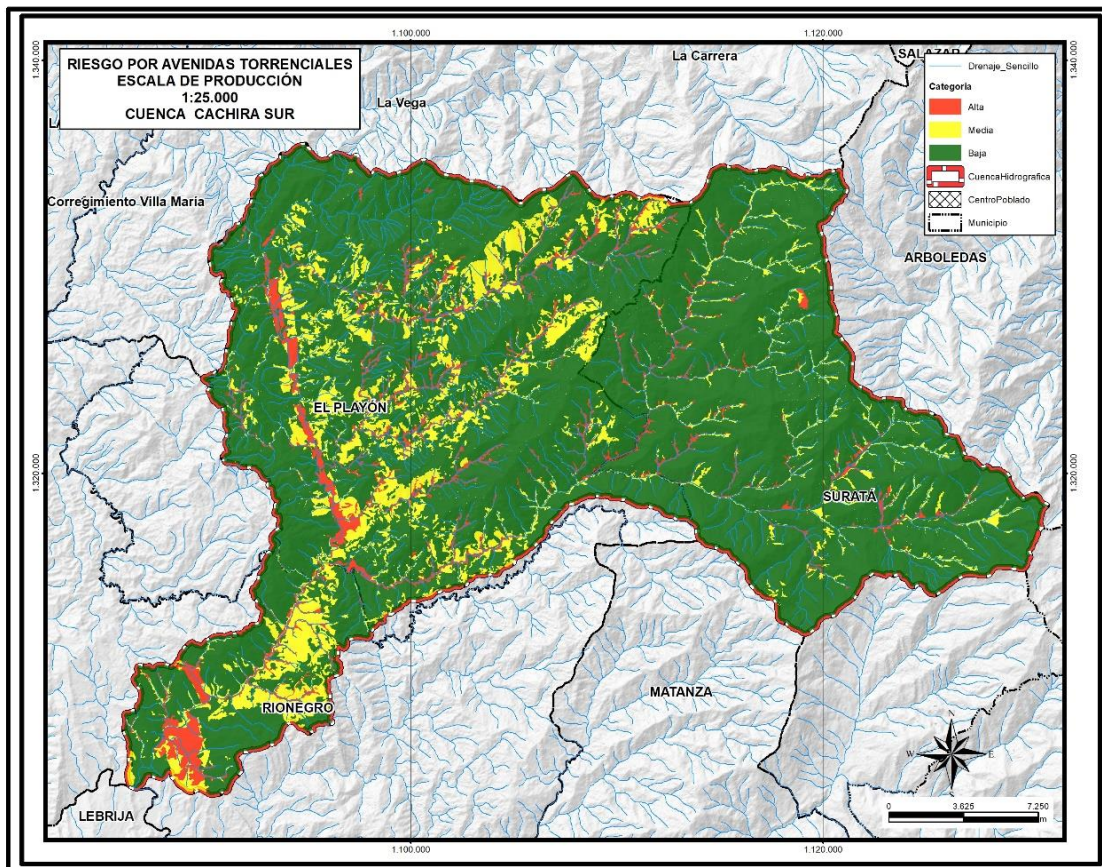 1.100.000
1.120.000
1.340.000
1.340.000
RIESGO POR AVENIDAS TORRENCIALES
ESCALA DE PRODUCCIÓN
1:25.000
CUENCA CACHIRA SUR
La Carrera
SALAZAR
La Vega
LA
Corregimiento Villa Maria
Drenaje_Sencillo
Categoria
Alta
Media
Baja
CuencaHidrografica
CentroPoblado
Municipio
ARBOLEDAS
EL PLAYÓN
1.320.000
1.320.000
SURATÁ
MATANZA
RIONEGRO
LEBRIJA
N
W
E
S
0
3.625
7.250
m
1.100.000
1.120.000